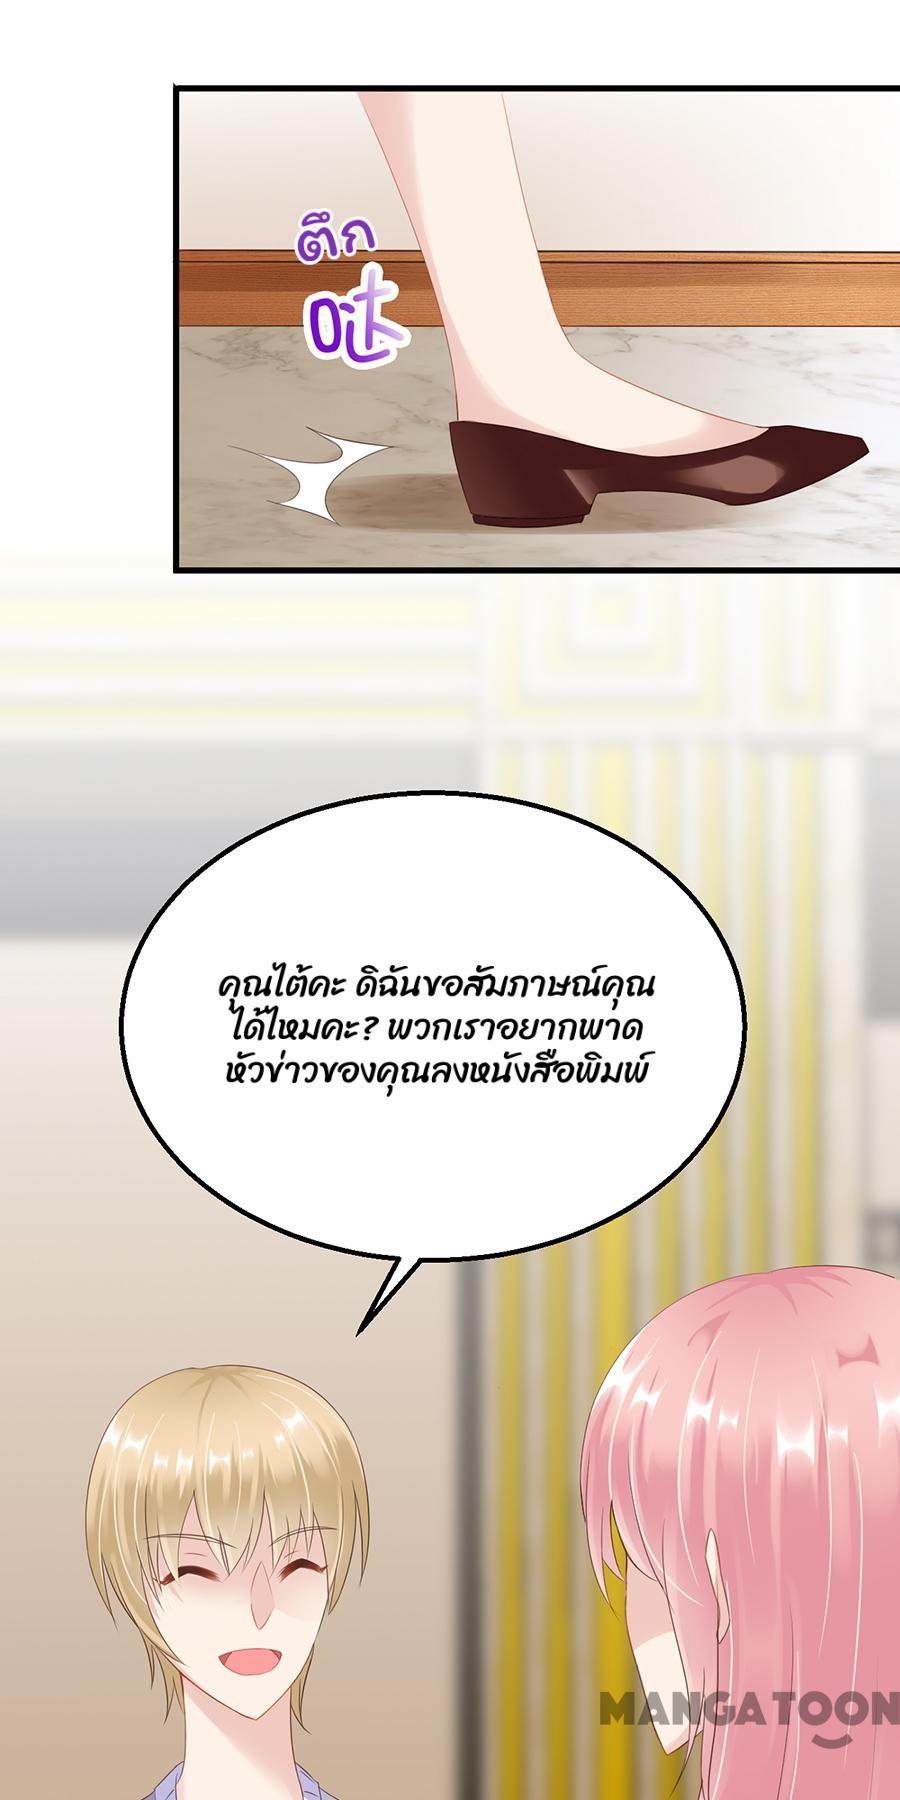 ตึก
ปะ
คุณไต้คะ ดิฉันขอสัมภาษณ์คุณ
ได้ไหมคะ? พวกเราอยากพาด
หัวข่าวของคุณลงหนังสือพิมพ์
MANGATOON